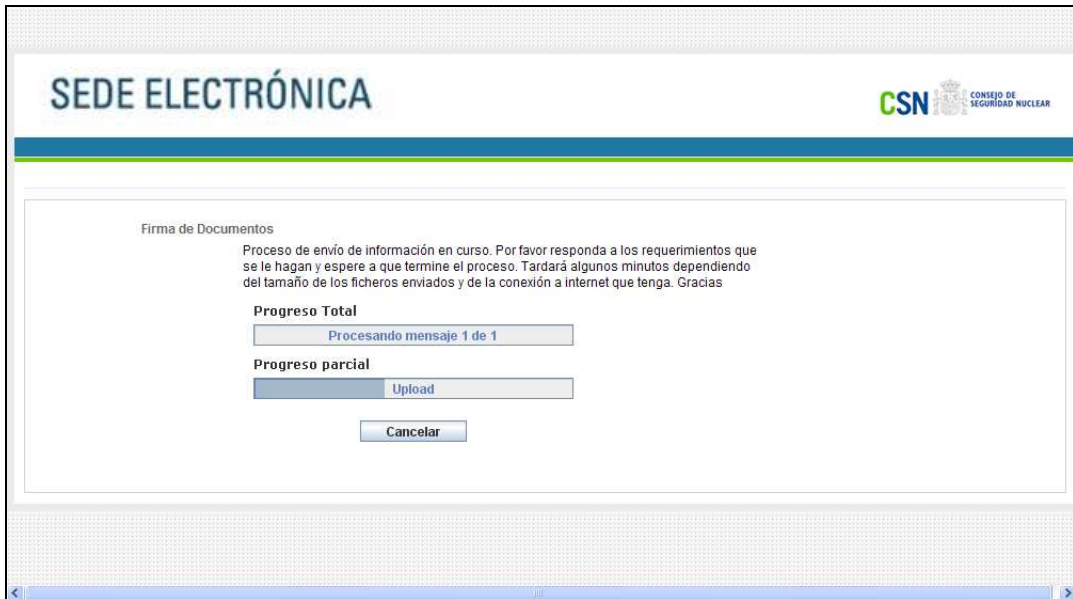 SEDE ELECTRÓNICA
CSN
CONSEJO DE
SEGURIDAD NUCLEAR
Firma de Documentos
Proceso de envío de información en curso. Por favor responda a los requerimientos que
se le hagan y espere a que termine el proceso. Tardará algunos minutos dependiendo
del tamaño de los ficheros enviados y de la conexión a internet que tenga. Gracias
Progreso Total
Procesando mensaje 1 de 1
Progreso parcial
Upload
Cancelar